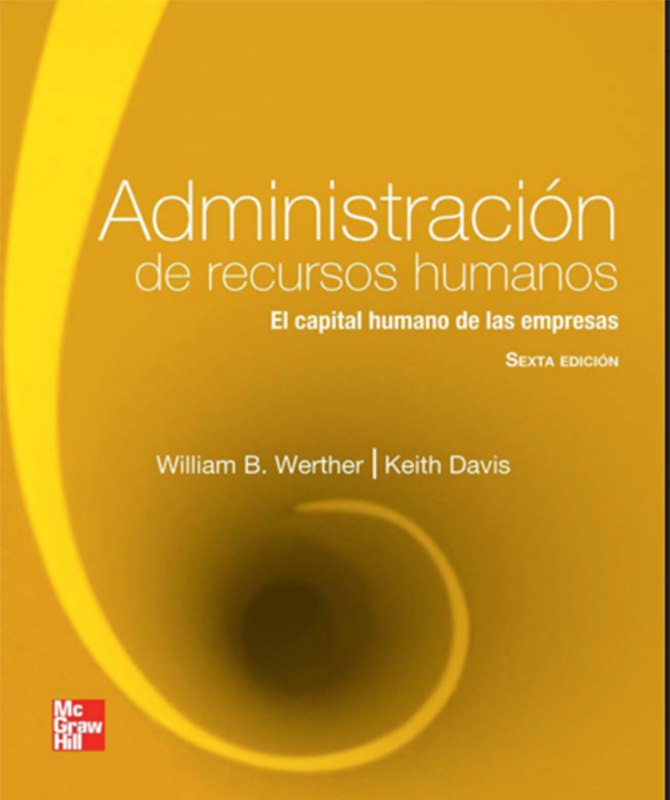 Administración
de recursos humanos
El capital humano de las empresas
SEXTA EDICIÓN
William B. Werther | Keith Davis
Mc
Graw
Hill